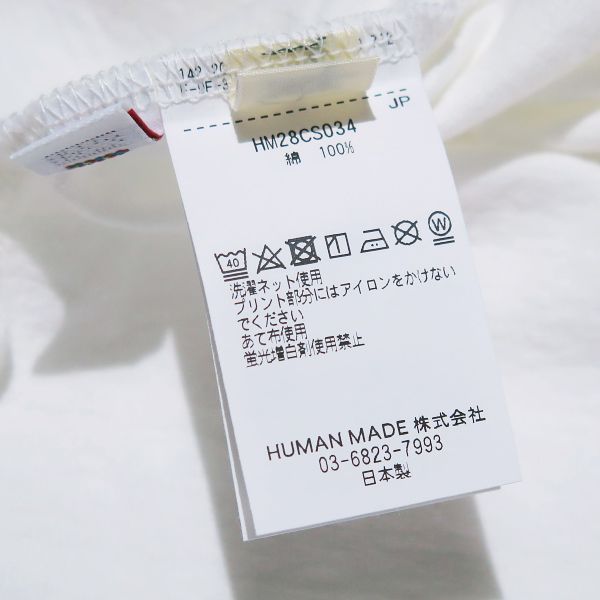 JP
HM28CS034
綿 100%
40
W
洗濯ネット使用
プリント部分にはアイロンをかけない
でください
あて布使用
蛍光増白剤使用禁止
HUMAN MADE 株式会社
03-6823-7993
日本製